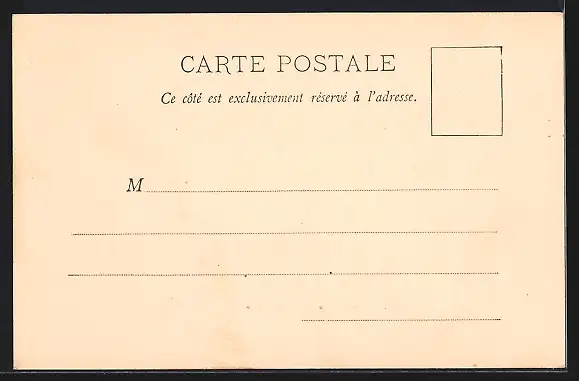 CARTE POSTALE
Ce côté est exclusivement réservé à l'adresse.
M